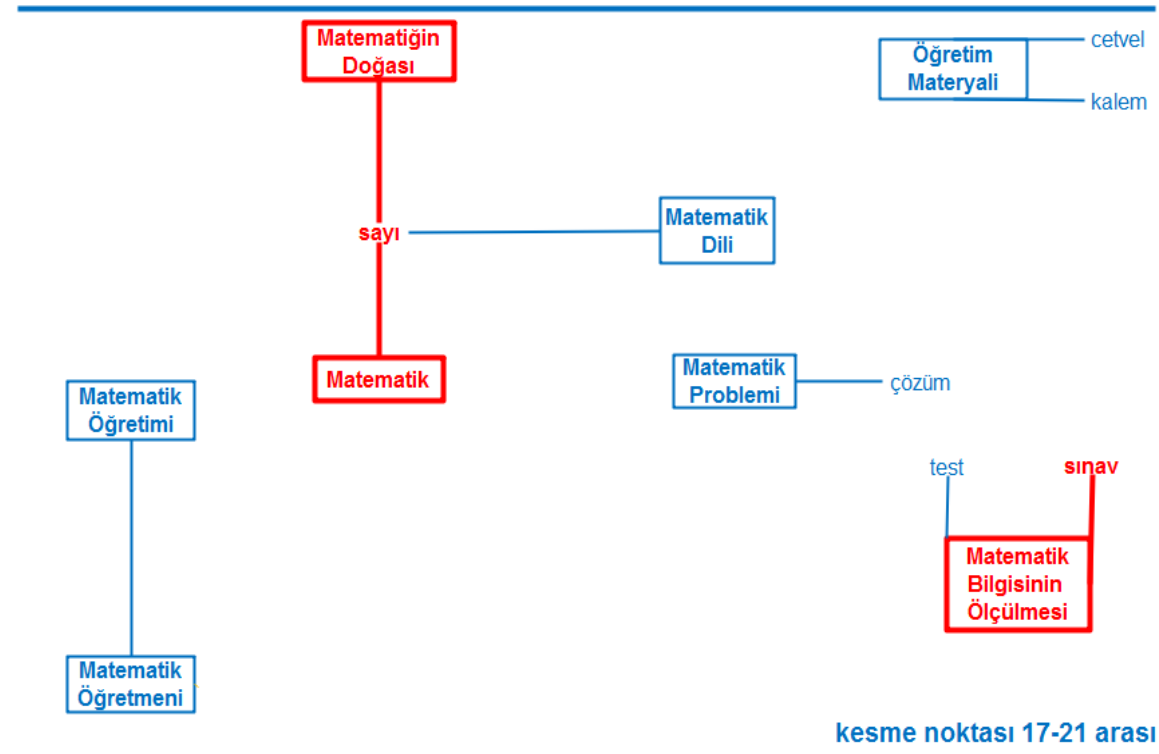 Matematiğin
Doğası
cetvel
Öğretim
Materyali
kalem
sayı
Matematik
Dili
Matematik
Matematik
Problemi
çözüm
Matematik
Öğretimi
test
sınav
Matematik
Bilgisinin
Ölçülmesi
Matematik
Öğretmeni
kesme noktası 17-21 arası